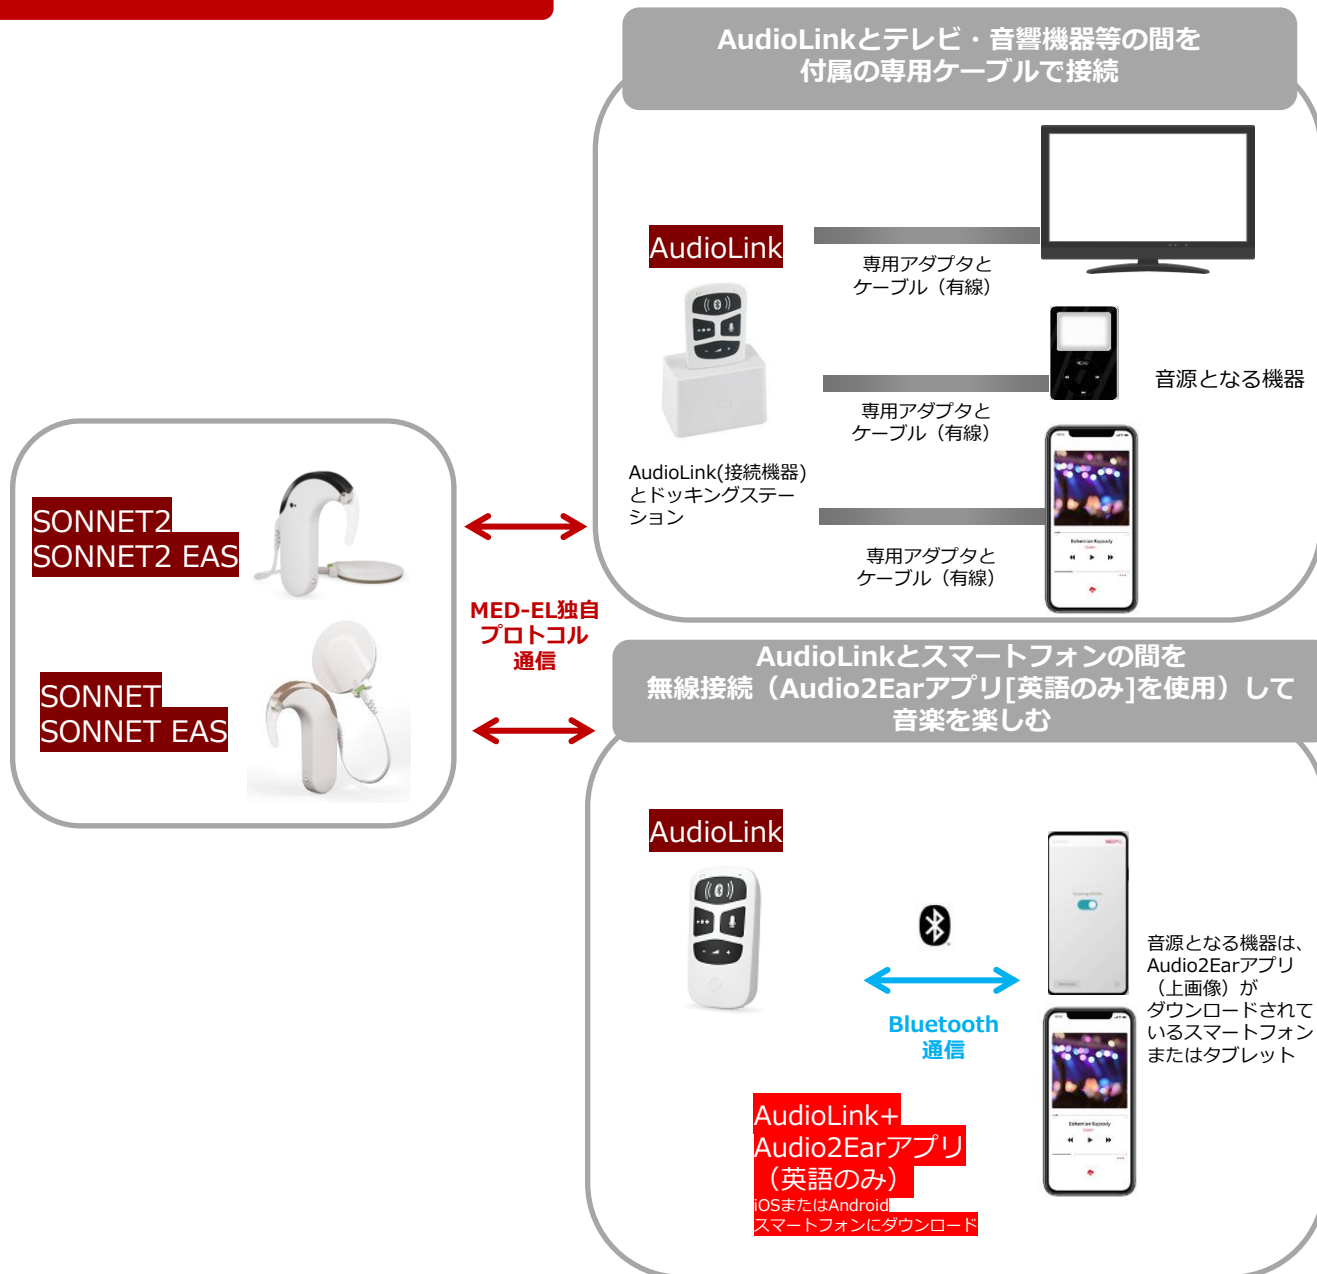 AudioLinkとテレビ・音響機器等の間を
付属の専用ケーブルで接続
AudioLink
専用アダプタと
ケーブル（有線）
専用アダプタと
ケーブル（有線）
音源となる機器
AudioLink(接続機器)
とドッキングステー
ション
専用アダプタと
ケーブル（有線）
Bohemian Rapsody
SONNET2
SONNET2 EAS
SONNET
SONNET EAS
MED-EL独自
プロトコル
通信
AudioLinkとスマートフォンの間を
無線接続（Audio2Earアプリ[英語のみ]を使用）して
音楽を楽しむ
AudioLink
Bluetooth
通信
音源となる機器は、
Audio2Earアプリ
（上画像）が
ダウンロードされて
いるスマートフォン
またはタブレット
Bohemian Rapsody
AudioLink+
Audio2Earアプリ
（英語のみ）
iOSまたはAndroid
スマートフォンにダウンロード